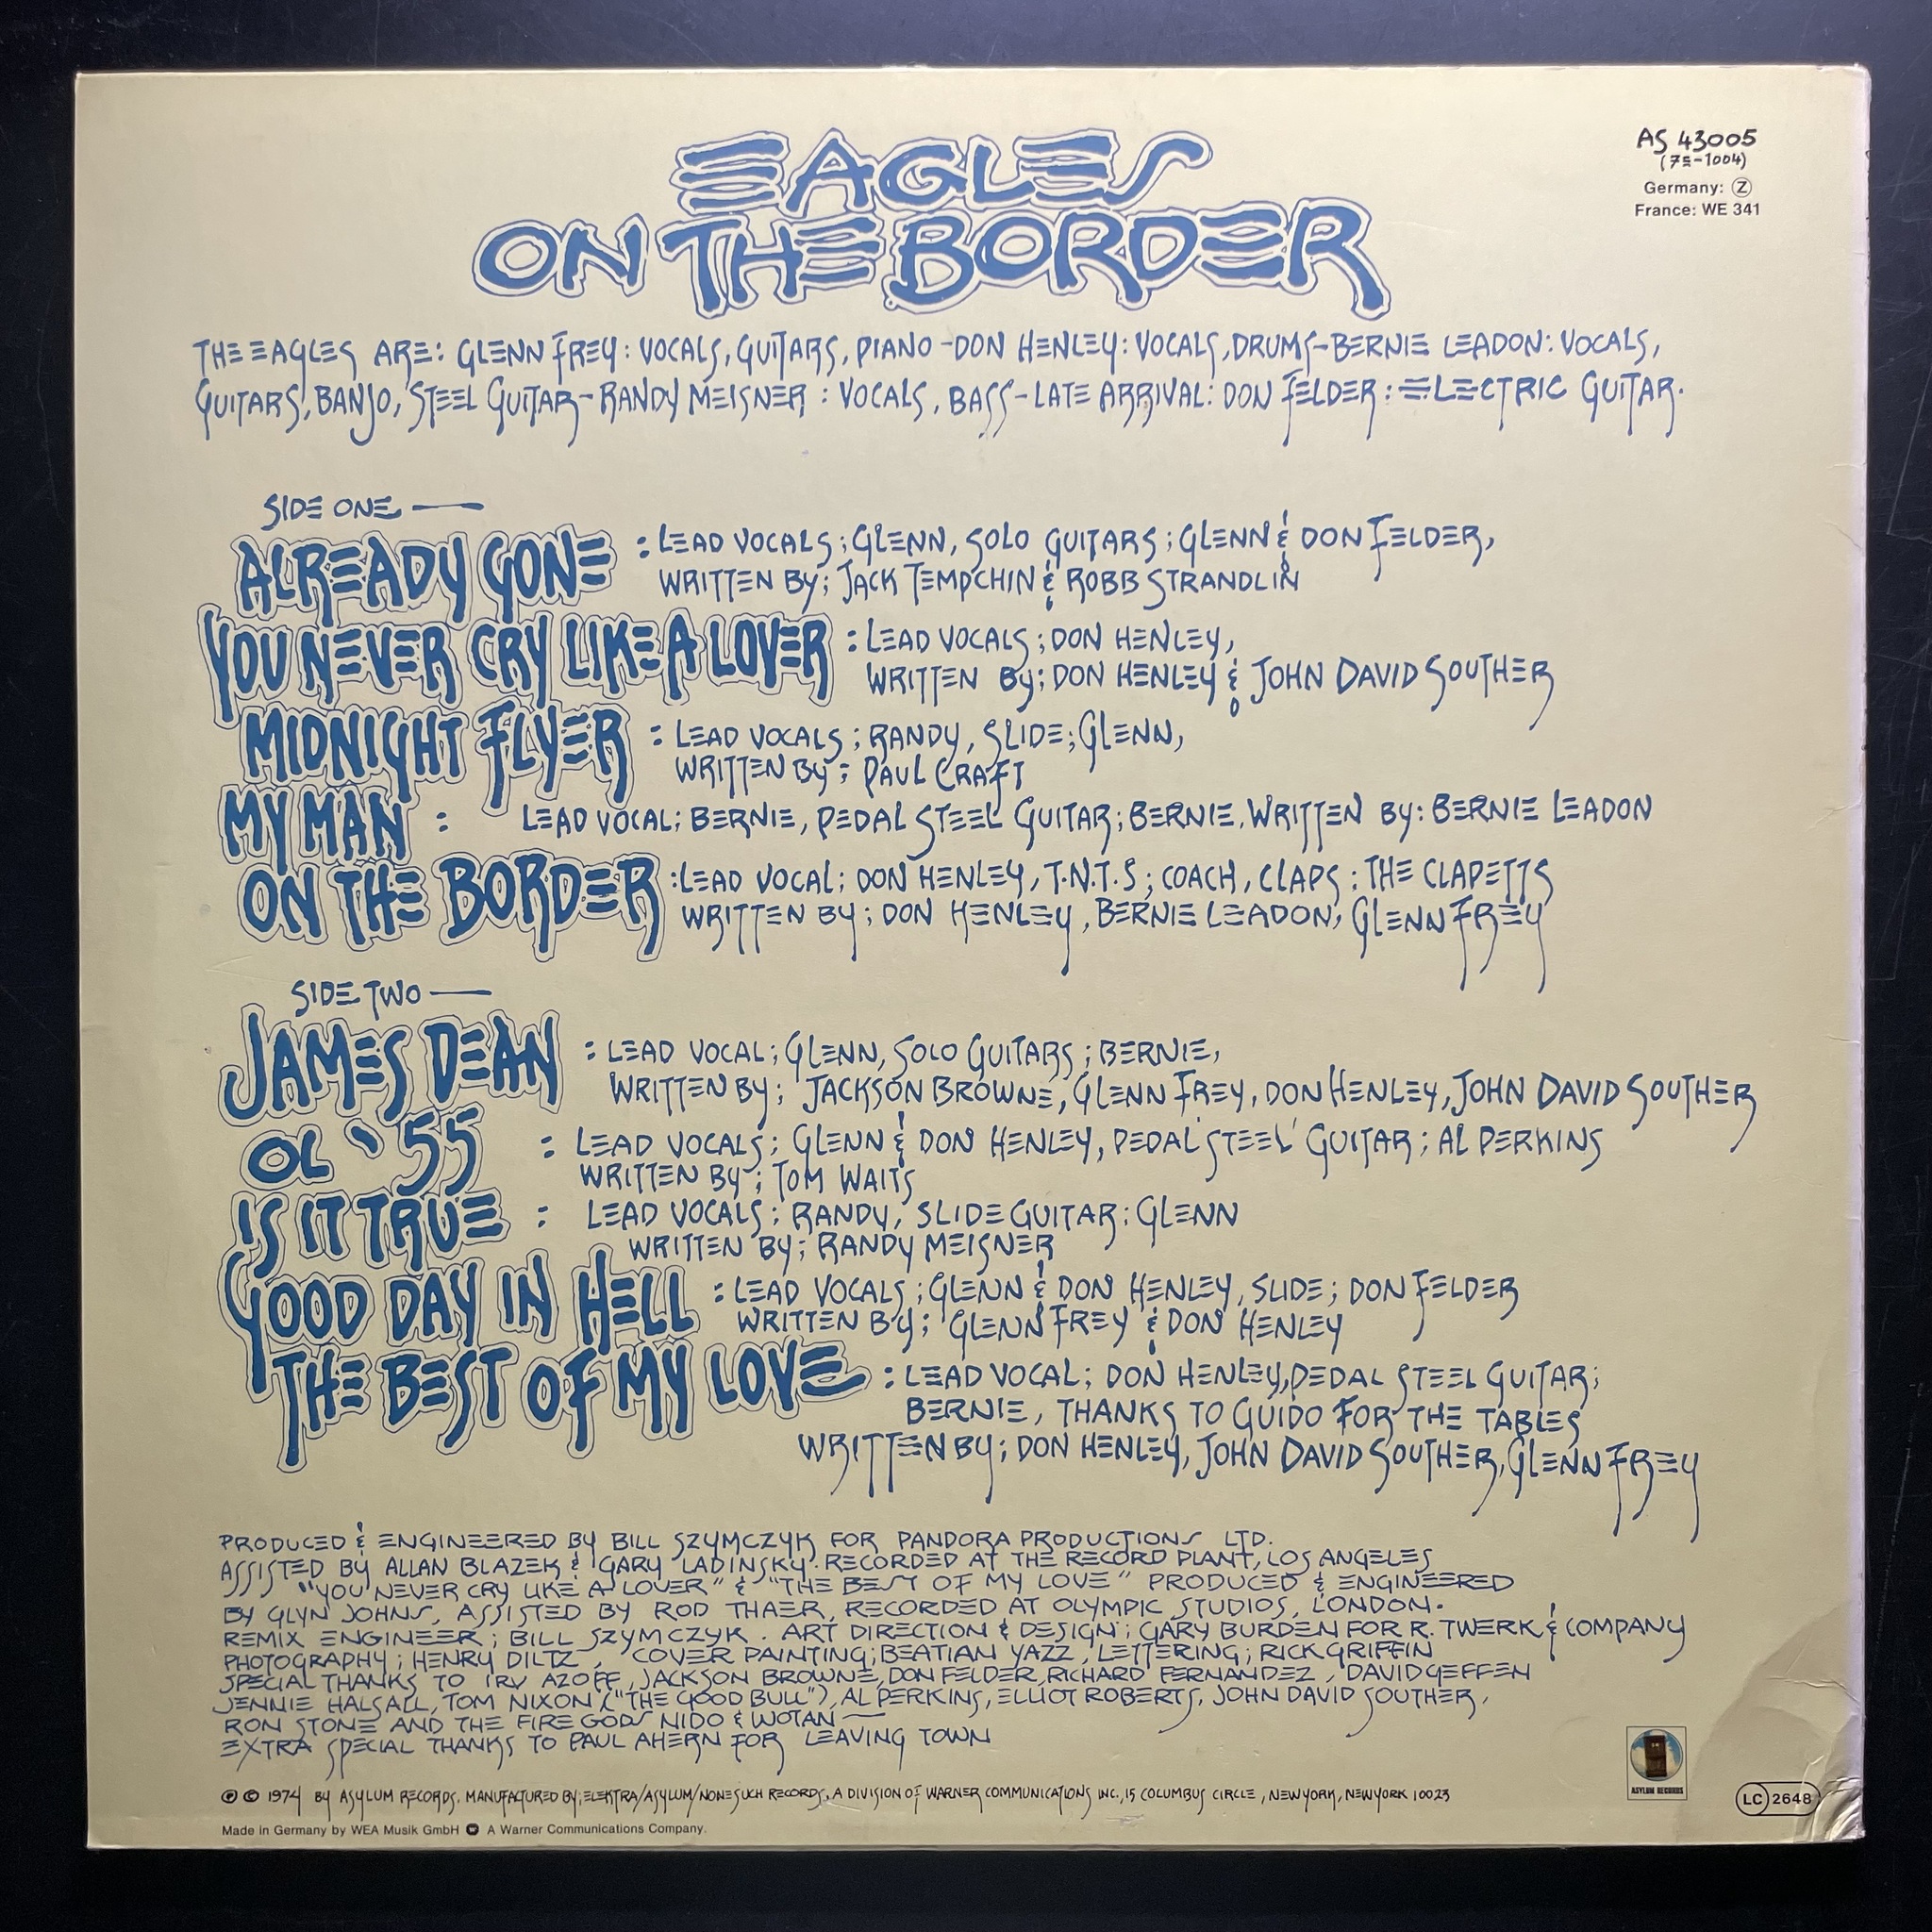 EAGLES
ON THE BORDER
AS 43005
(7E-1004)
Germany: Ⓩ
France: WE 341
THE EAGLES ARE: GLENN FREY: VOCALS, GUITARS, PIANO - DON HENLEY: VOCALS, DRUMS - BERNIE LEADON: VOCALS,
GUITARS, BANJO, STEEL GUITAR - RANDY MEISNER: VOCALS, BASS - LATE ARRIVAL: DON FELDER: ELECTRIC GUITAR.
SIDE ONE —
ALREADY GONE : LEAD VOCALS; GLENN, SOLO GUITARS; GLENN & DON FELDER,
WRITTEN BY; JACK TEMPCHIN & ROBB STRANDLIN
YOU NEVER CRY LIKE A LOVER : LEAD VOCALS; DON HENLEY,
WRITTEN BY; DON HENLEY & JOHN DAVID SOUTHER
MIDNIGHT FLYER : LEAD VOCALS; RANDY, SLIDE; GLENN,
WRITTEN BY; PAUL CRAFT
MY MAN : LEAD VOCAL; BERNIE, PEDAL STEEL GUITAR; BERNIE. WRITTEN BY: BERNIE LEADON
ON THE BORDER : LEAD VOCAL; DON HENLEY, T.N.T.S; COACH, CLAPS; THE CLAPETTS
WRITTEN BY; DON HENLEY, BERNIE LEADON, GLENN FREY
SIDE TWO —
JAMES DEAN : LEAD VOCAL; GLENN, SOLO GUITARS; BERNIE,
WRITTEN BY; JACKSON BROWNE, GLENN FREY, DON HENLEY, JOHN DAVID SOUTHER
OL `55 : LEAD VOCALS; GLENN & DON HENLEY, PEDAL STEEL GUITAR; AL PERKINS
WRITTEN BY; TOM WAITS
IS IT TRUE : LEAD VOCALS; RANDY, SLIDE GUITAR; GLENN
WRITTEN BY; RANDY MEISNER
GOOD DAY IN HELL : LEAD VOCALS; GLENN & DON HENLEY, SLIDE; DON FELDER
WRITTEN BY; GLENN FREY & DON HENLEY
THE BEST OF MY LOVE : LEAD VOCAL; DON HENLEY, PEDAL STEEL GUITAR;
BERNIE, THANKS TO GUIDO FOR THE TABLES
WRITTEN BY; DON HENLEY, JOHN DAVID SOUTHER, GLENN FREY
PRODUCED & ENGINEERED BY BILL SZYMCZYK FOR PANDORA PRODUCTIONS LTD.
ASSISTED BY ALLAN BLAZEK & GARY LADINSKY. RECORDED AT THE RECORD PLANT, LOS ANGELES
"YOU NEVER CRY LIKE A LOVER" & "THE BEST OF MY LOVE" PRODUCED & ENGINEERED
BY GLYN JOHNS, ASSISTED BY ROD THAER, RECORDED AT OLYMPIC STUDIOS, LONDON.
REMIX ENGINEER; BILL SZYMCZYK. ART DIRECTION & DESIGN; GARY BURDEN FOR R. TWERK & COMPANY
PHOTOGRAPHY; HENRY DILTZ, COVER PAINTING; BEATIAN YAZZ, LETTERING; RICK GRIFFIN
SPECIAL THANKS TO IRV AZOFF, JACKSON BROWNE, DON FELDER, RICHARD FERNANDEZ, DAVID GEFFEN
JENNIE HALSALL, TOM NIXON ("THE GOOD BULL"), AL PERKINS, ELLIOT ROBERTS, JOHN DAVID SOUTHER,
RON STONE AND THE FIRE GODS NIDO & WOTAN —
EXTRA SPECIAL THANKS TO PAUL AHERN FOR LEAVING TOWN
℗ © 1974 BY ASYLUM RECORDS. MANUFACTURED BY; ELEKTRA/ASYLUM/NONESUCH RECORDS, A DIVISION OF WARNER COMMUNICATIONS INC., 15 COLUMBUS CIRCLE, NEW YORK, NEW YORK 10023
Made in Germany by WEA Musik GmbH A Warner Communications Company.
ASYLUM RECORDS
LC 2648